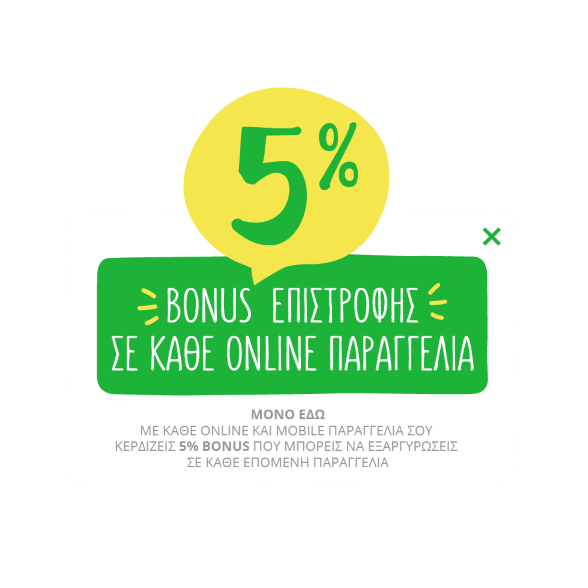 5%
BONUS ΕΠΙΣΤΡΟΦΗΣ
ΣΕ ΚΑΘΕ ONLINE ΠΑΡΑΓΓΕΛΙΑ
ΜΟΝΟ ΕΔΩ
ΜΕ ΚΑΘΕ ONLINE ΚΑΙ MOBILE ΠΑΡΑΓΓΕΛΙΑ ΣΟΥ
ΚΕΡΔΙΖΕΙΣ 5% BONUS ΠΟΥ ΜΠΟΡΕΙΣ ΝΑ ΕΞΑΡΓΥΡΩΣΕΙΣ
ΣΕ ΚΑΘΕ ΕΠΟΜΕΝΗ ΠΑΡΑΓΓΕΛΙΑ